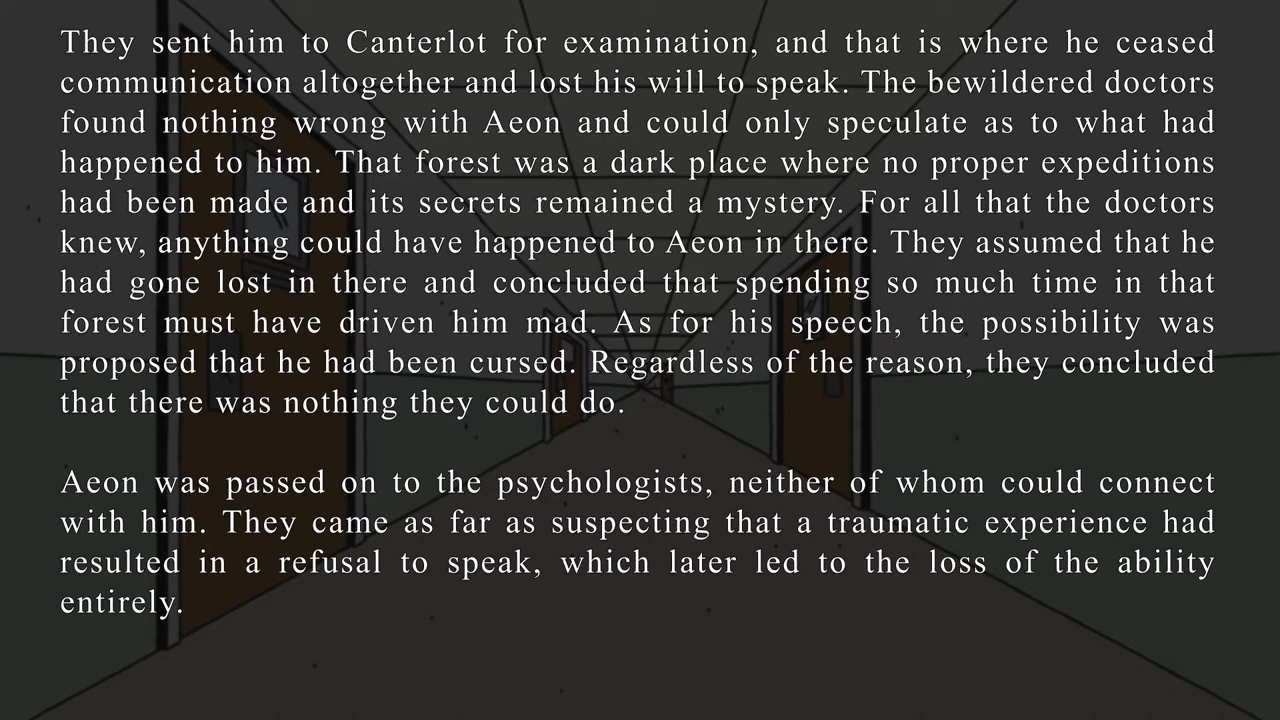 They sent him to Canterlot for examination, and that is where he ceased
communication altogether and lost his will to speak. The bewildered doctors
found nothing wrong with Aeon and could only speculate as to what had
happened to him. That forest was a dark place where no proper expeditions
had been made and its secrets remained a mystery. For all that the doctors
knew, anything could have happened to Aeon in there. They assumed that he
had gone lost in there and concluded that spending so much time in that
forest must have driven him mad. As for his speech, the possibility was
proposed that he had been cursed. Regardless of the reason, they concluded
that there was nothing they could do.

Aeon was passed on to the psychologists, neither of whom could connect
with him. They came as far as suspecting that a traumatic experience had
resulted in a refusal to speak, which later led to the loss of the ability
entirely.